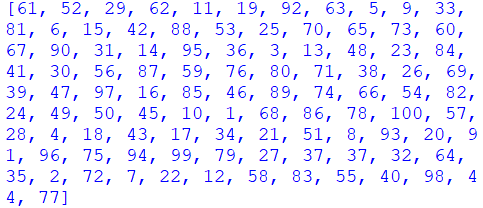 [61, 52, 29, 62, 11, 19, 92, 63, 5, 9, 33,
81, 6, 15, 42, 88, 53, 25, 70, 65, 73, 60,
67, 90, 31, 14, 95, 36, 3, 13, 48, 23, 84,
41, 30, 56, 87, 59, 76, 80, 71, 38, 26, 69,
39, 47, 97, 16, 85, 46, 89, 74, 66, 54, 82,
24, 49, 50, 45, 10, 1, 68, 86, 78, 100, 57,
28, 4, 18, 43, 17, 34, 21, 51, 8, 93, 20, 9
1, 96, 75, 94, 99, 79, 27, 37, 37, 32, 64,
35, 2, 72, 7, 22, 12, 58, 83, 55, 40, 98, 4
4, 77]